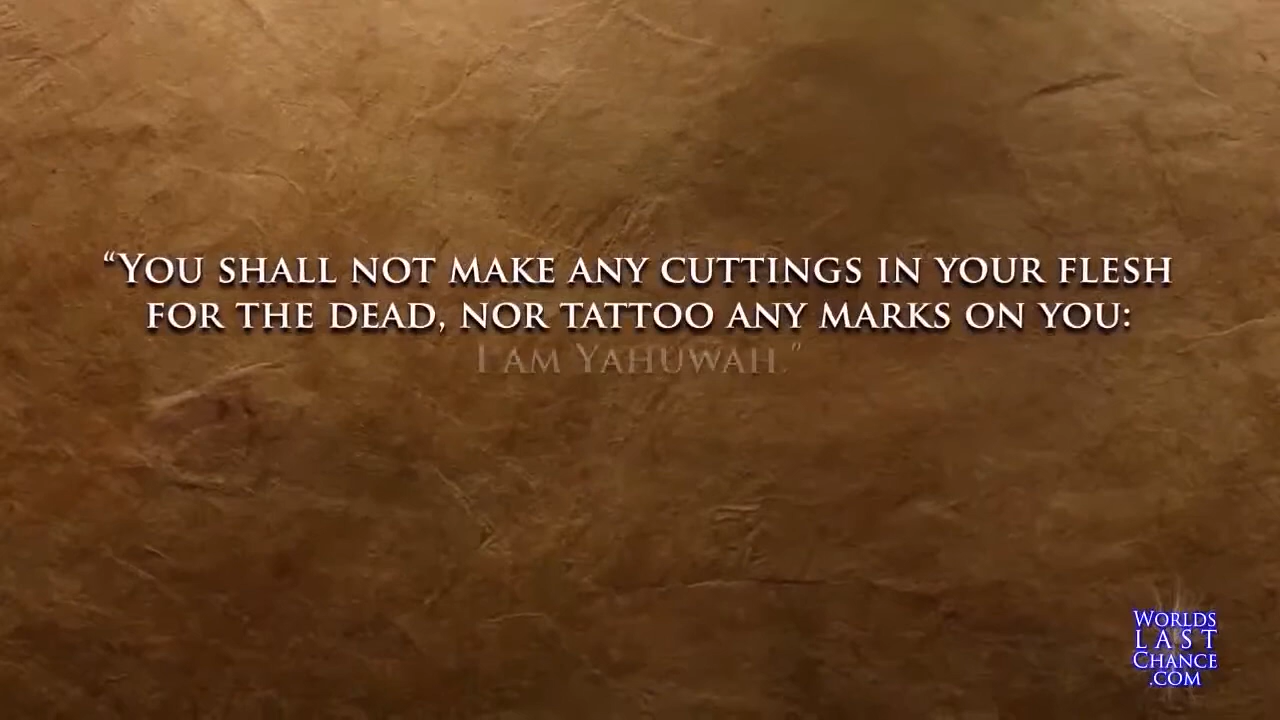 “You shall not make any cuttings in your flesh
for the dead, nor tattoo any marks on you:
I am Yahuwah.”
Worlds
Last
Chance
.com